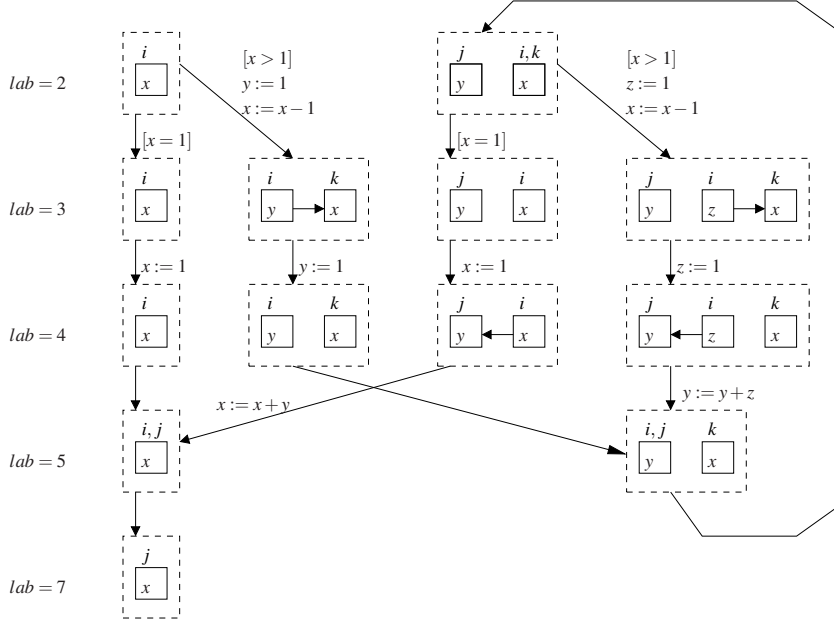 i j i, k
[x > 1] [x > 1]
lab = 2 x y := 1 y x z := 1
x := x − 1 x := x − 1
[x = 1] [x = 1]
i i k j i j i k
lab = 3 x y x y x y z x
x := 1 y := 1 x := 1 z := 1
i i k j i j i k
lab = 4 x y x y x y z x
x := x + y y := y + z
i, j i, j k
lab = 5 x y x
j
lab = 7 x